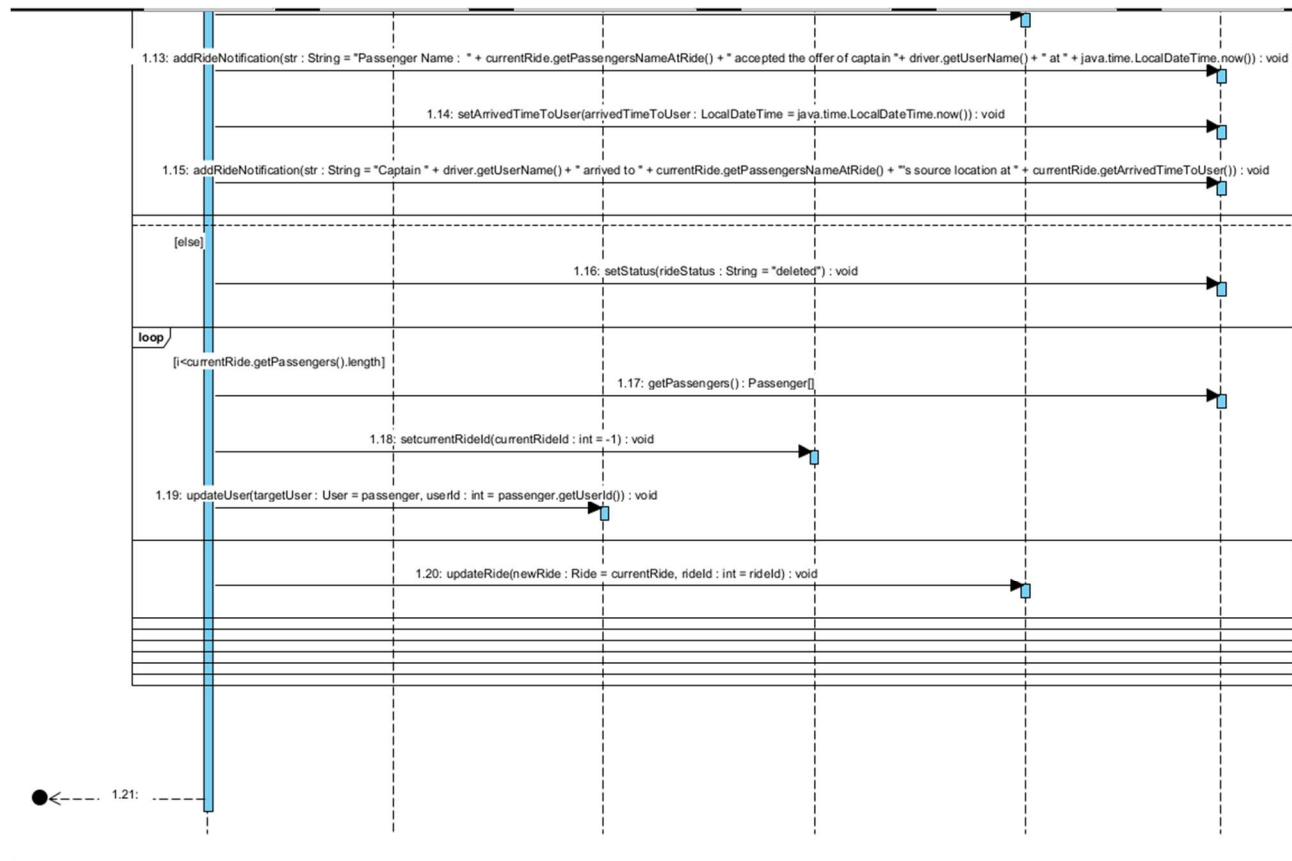 1.13: addRideNotification(str : String = "Passenger Name :  " + currentRide.getPassengersNameAtRide() + " accepted the offer of captain "+ driver.getUserName() + " at " + java.time.LocalDateTime.now()) : void
1.14: setArrivedTimeToUser(arrivedTimeToUser : LocalDateTime = java.time.LocalDateTime.now()) : void
1.15: addRideNotification(str : String = "Captain " + driver.getUserName() + " arrived to " + currentRide.getPassengersNameAtRide() + "'s source location at " + currentRide.getArrivedTimeToUser()) : void
[else]
1.16: setStatus(rideStatus : String = "deleted") : void
loop
[i<currentRide.getPassengers().length]
1.17: getPassengers() : Passenger[]
1.18: setcurrentRideId(currentRideId : int = -1) : void
1.19: updateUser(targetUser : User = passenger, userId : int = passenger.getUserId()) : void
1.20: updateRide(newRide : Ride = currentRide, rideId : int = rideId) : void
1.21: